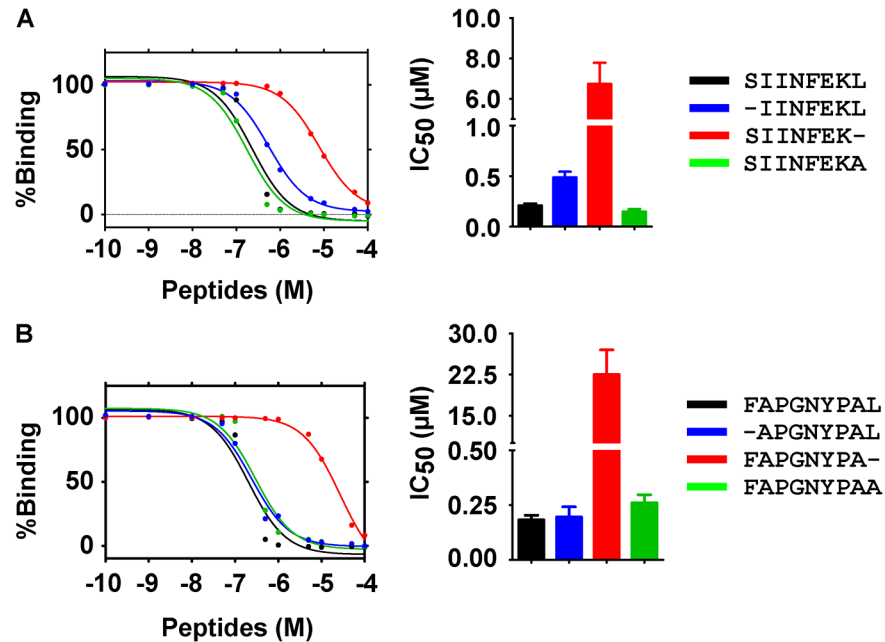 A
%Binding
100
50
0
-10 -9 -8 -7 -6 -5 -4
Peptides (M)
IC50 (µM)
10.0
8.0
6.0
1.0
0.5
0.0
SIINFEKL
-IINFEKL
SIINFEK-
SIINFEKA
B
%Binding
100
50
0
-10 -9 -8 -7 -6 -5 -4
Peptides (M)
IC50 (µM)
30.0
22.5
15.0
0.50
0.25
0.00
FAPGNYPAL
-APGNYPAL
FAPGNYPA-
FAPGNYPAA